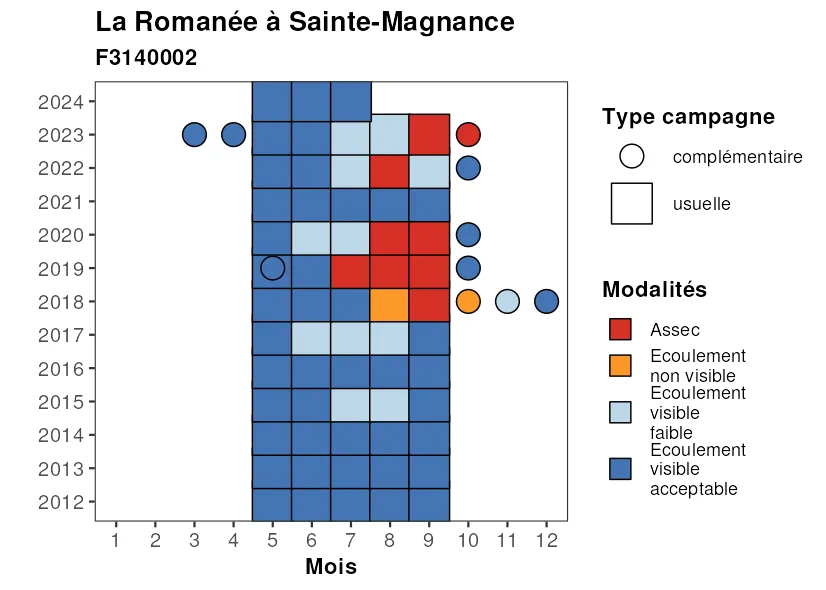 La Romanée à Sainte-Magnance
F3140002
2024
2023
2022
2021
2020
2019
2018
2017
2016
2015
2014
2013
2012
1 2 3 4 5 6 7 8 9 10 11 12
Mois
Type campagne
complémentaire
usuelle
Modalités
Assec
Ecoulement
non visible
Ecoulement
visible
faible
Ecoulement
visible
acceptable